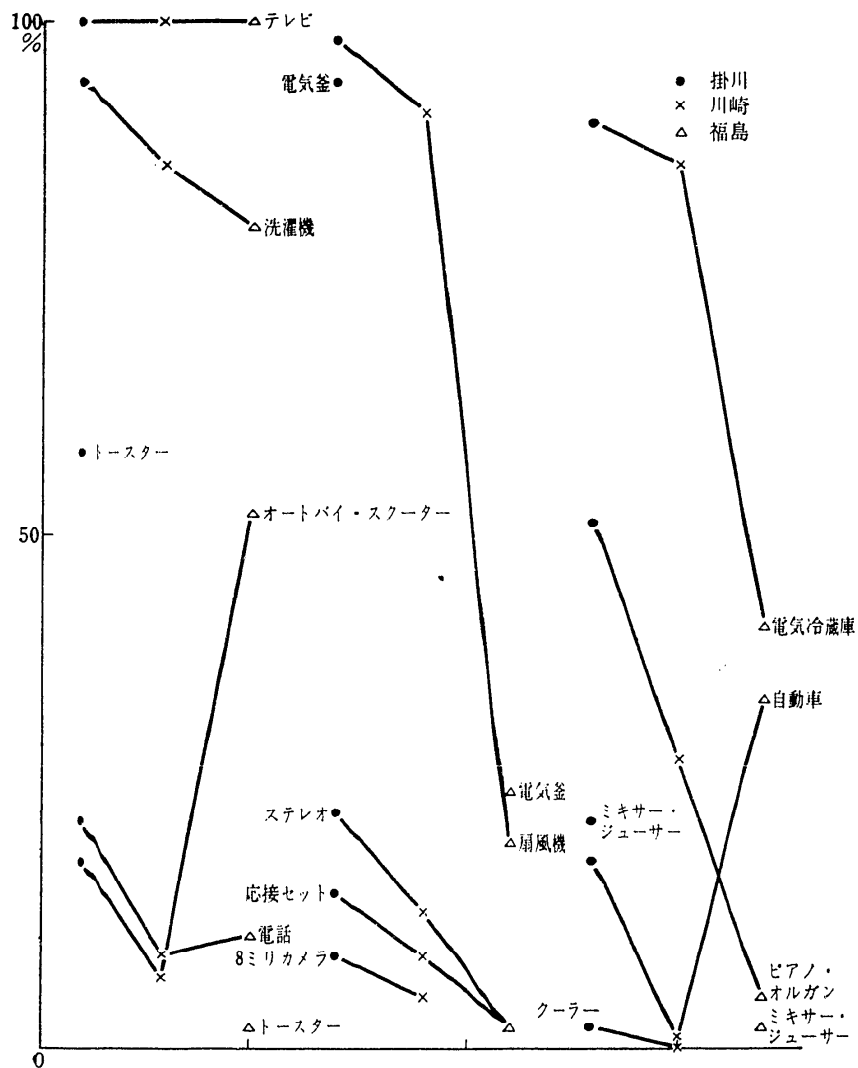 100
%
テレビ
電気釜
● 掛川
× 川崎
△ 福島
洗濯機
トースター
オートバイ・スクーター
50
電気冷蔵庫
自動車
電気釜
ステレオ
ミキサー・
ジューサー
扇風機
応接セット
電話
8ミリカメラ
ピアノ・
オルガン
クーラー
トースター
ミキサー・
ジューサー
0